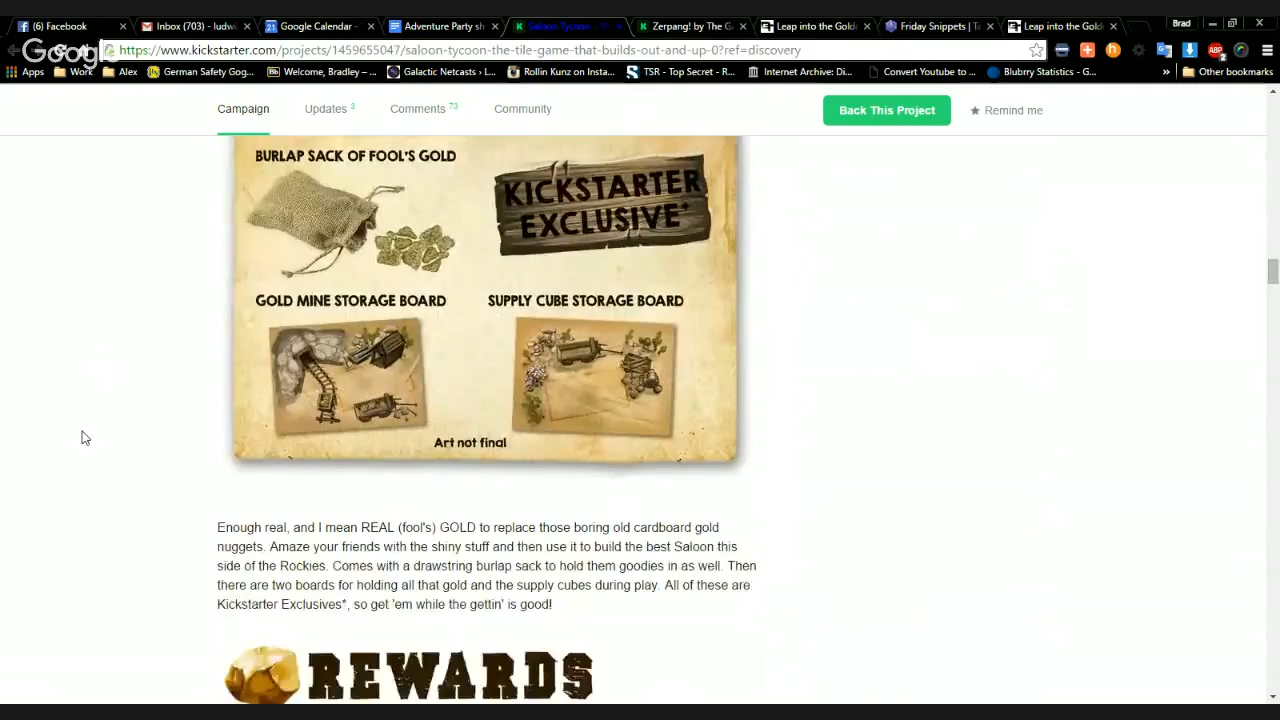 Facebook
Inbox (703) - ludw
Google Calendar -
Adventure Party sh
Saloon Tycoon
Zerpang! by The G
Leap into the Gold
Friday Snippets | T
Leap into the Gold
Brad
Google
https://www.kickstarter.com/projects/1459655047/saloon-tycoon-the-tile-game-that-builds-out-and-up-0?ref=discovery
Apps
Work
Alex
German Safety Gog...
Welcome, Bradley -...
Galactic Netcasts › L...
Rollin Kunz on Insta...
TSR - Top Secret - R...
Internet Archive: Di...
Convert Youtube to ...
Blubrry Statistics - G...
»
Other bookmarks
Campaign
Updates 3
Comments 73
Community
Back This Project
Remind me
BURLAP SACK OF FOOL'S GOLD
KICKSTARTER
EXCLUSIVE*
GOLD MINE STORAGE BOARD
SUPPLY CUBE STORAGE BOARD
Art not final
Enough real, and I mean REAL (fool's) GOLD to replace those boring old cardboard gold
nuggets. Amaze your friends with the shiny stuff and then use it to build the best Saloon this
side of the Rockies. Comes with a drawstring burlap sack to hold them goodies in as well. Then
there are two boards for holding all that gold and the supply cubes during play. All of these are
Kickstarter Exclusives*, so get 'em while the gettin' is good!
REWARDS